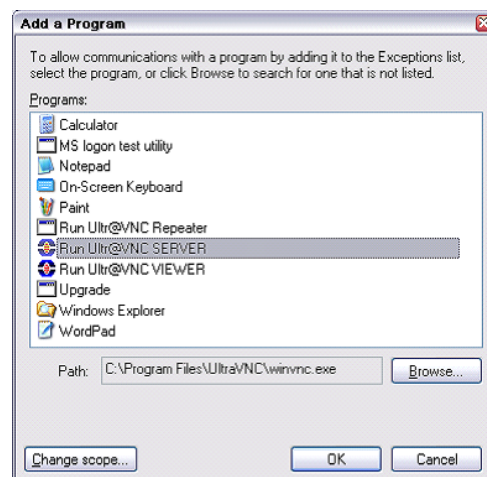 Add a Program
To allow communications with a program by adding it to the Exceptions list,
select the program, or click Browse to search for one that is not listed.
Programs:
Calculator
MS logon test utility
Notepad
On-Screen Keyboard
Paint
Run Ultr@VNC Repeater
Run Ultr@VNC SERVER
Run Ultr@VNC VIEWER
Upgrade
Windows Explorer
WordPad
Path: C:\Program Files\UltraVNC\winvnc.exe Browse...
Change scope... OK Cancel